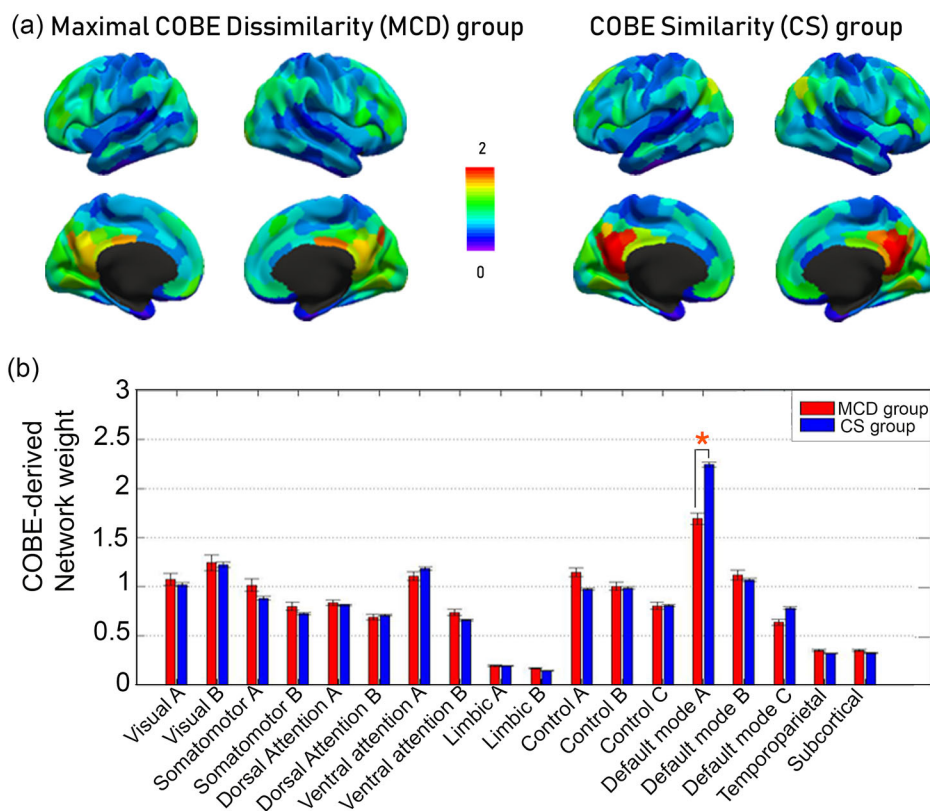 (a) Maximal COBE Dissimilarity (MCD) group
COBE Similarity (CS) group
2
0
(b)
COBE-derived
Network weight
3
2.5
2
1.5
1
0.5
0
MCD group
CS group
*
Visual A
Visual B
Somatomotor A
Somatomotor B
Dorsal Attention A
Dorsal Attention B
Ventral attention A
Ventral attention B
Limbic A
Limbic B
Control A
Control B
Control C
Default mode A
Default mode B
Default mode C
Temporoparietal
Subcortical